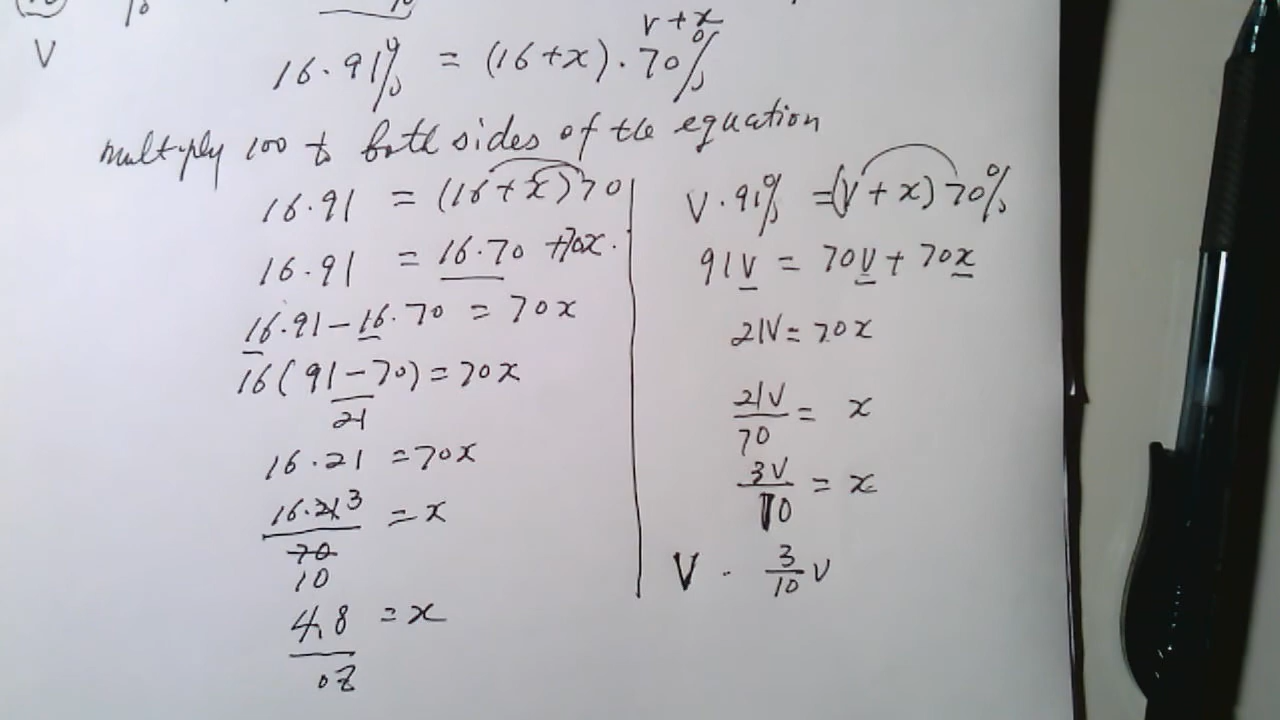 %
V
v + x
16 · 91% = (16 + x) · 70%
multiply 100 to both sides of the equation
16 · 91 = (16 + x) 70
16 · 91 = 16 · 70 + 70x.
16 · 91 – 16 · 70 = 70x
16 ( 91 – 70 ) = 70x
21
16 · 21 = 70x
16 · 21 3 = x
70
10
4.8 = x
oz
V · 91% = (V + x) 70%
91V = 70V + 70x
21V = 70x
21V = x
70
3V = x
10
V - 3/10 V